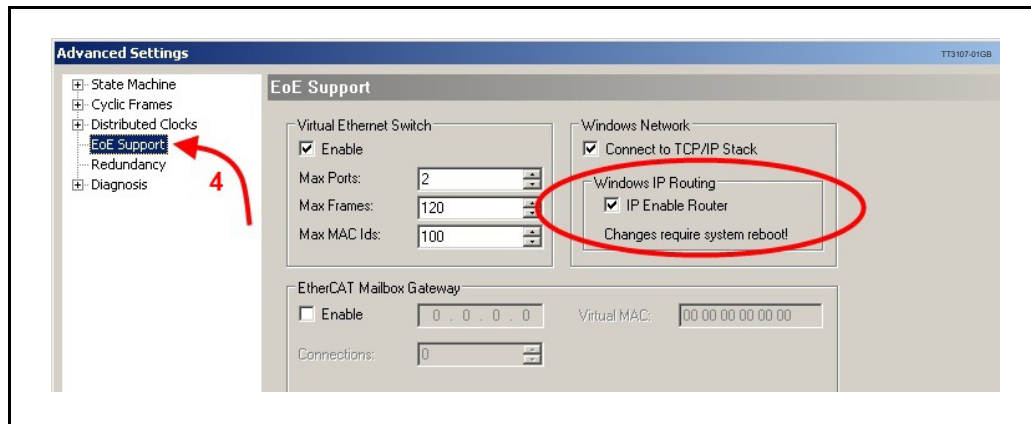 Advanced Settings
TT3107-01GB
State Machine
Cyclic Frames
Distributed Clocks
EoE Support
Redundancy
Diagnosis
4
EoE Support
Virtual Ethernet Switch
Enable
Max Ports: 2
Max Frames: 120
Max MAC Ids: 100
Windows Network
Connect to TCP/IP Stack
Windows IP Routing
IP Enable Router
Changes require system reboot!
EtherCAT Mailbox Gateway
Enable 0 . 0 . 0 . 0 Virtual MAC: 00 00 00 00 00 00
Connections: 0